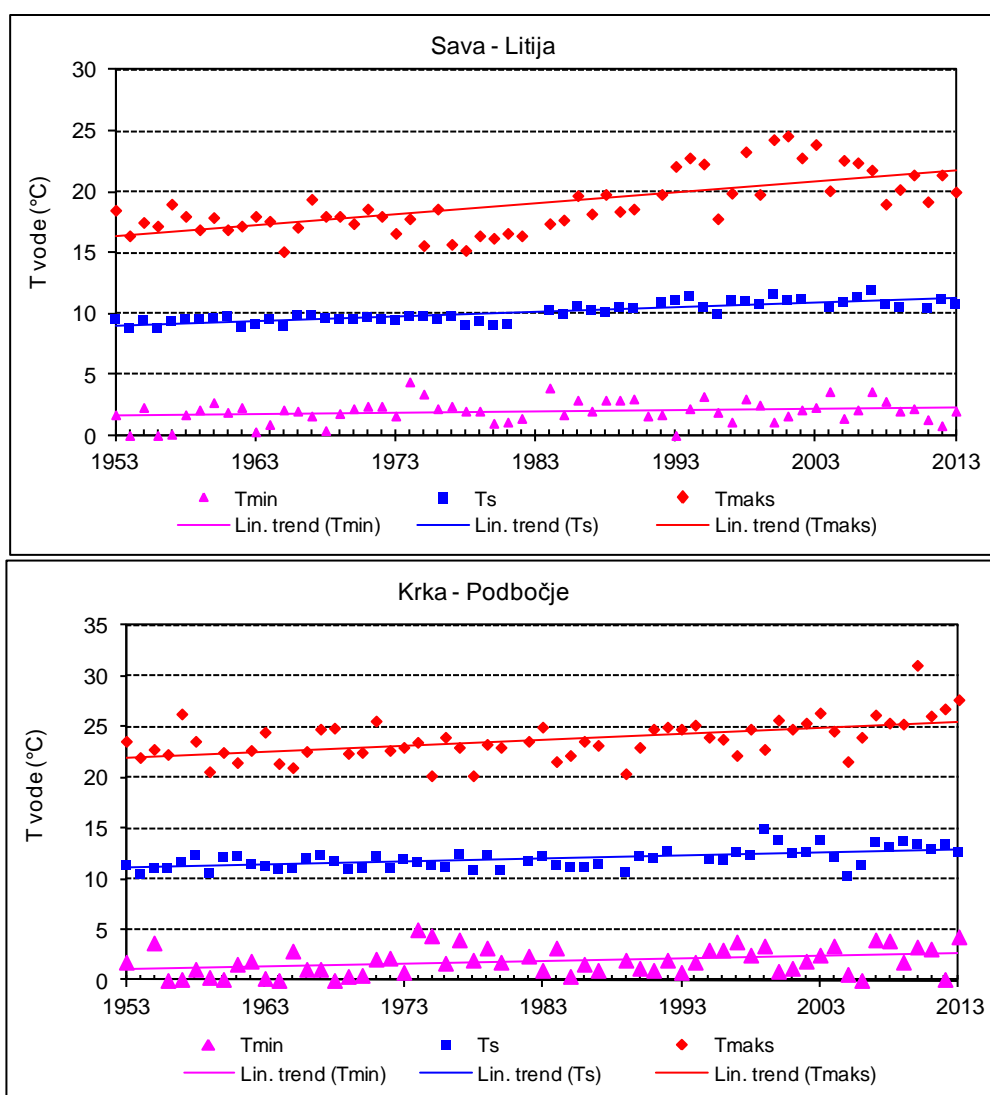 Sava - Litija
30
25
20
15
10
5
0
T vode (°C)
1953 1963 1973 1983 1993 2003 2013
Tmin Ts Tmaks
Lin. trend (Tmin) Lin. trend (Ts) Lin. trend (Tmaks)
Krka - Podbočje
35
30
25
20
15
10
5
0
T vode (°C)
1953 1963 1973 1983 1993 2003 2013
Tmin Ts Tmaks
Lin. trend (Tmin) Lin. trend (Ts) Lin. trend (Tmaks)